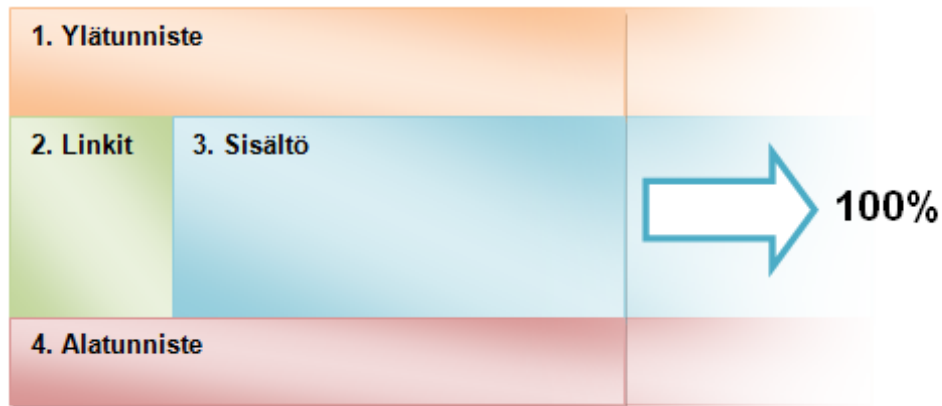 1. Ylätunniste
2. Linkit
3. Sisältö
100%
4. Alatunniste